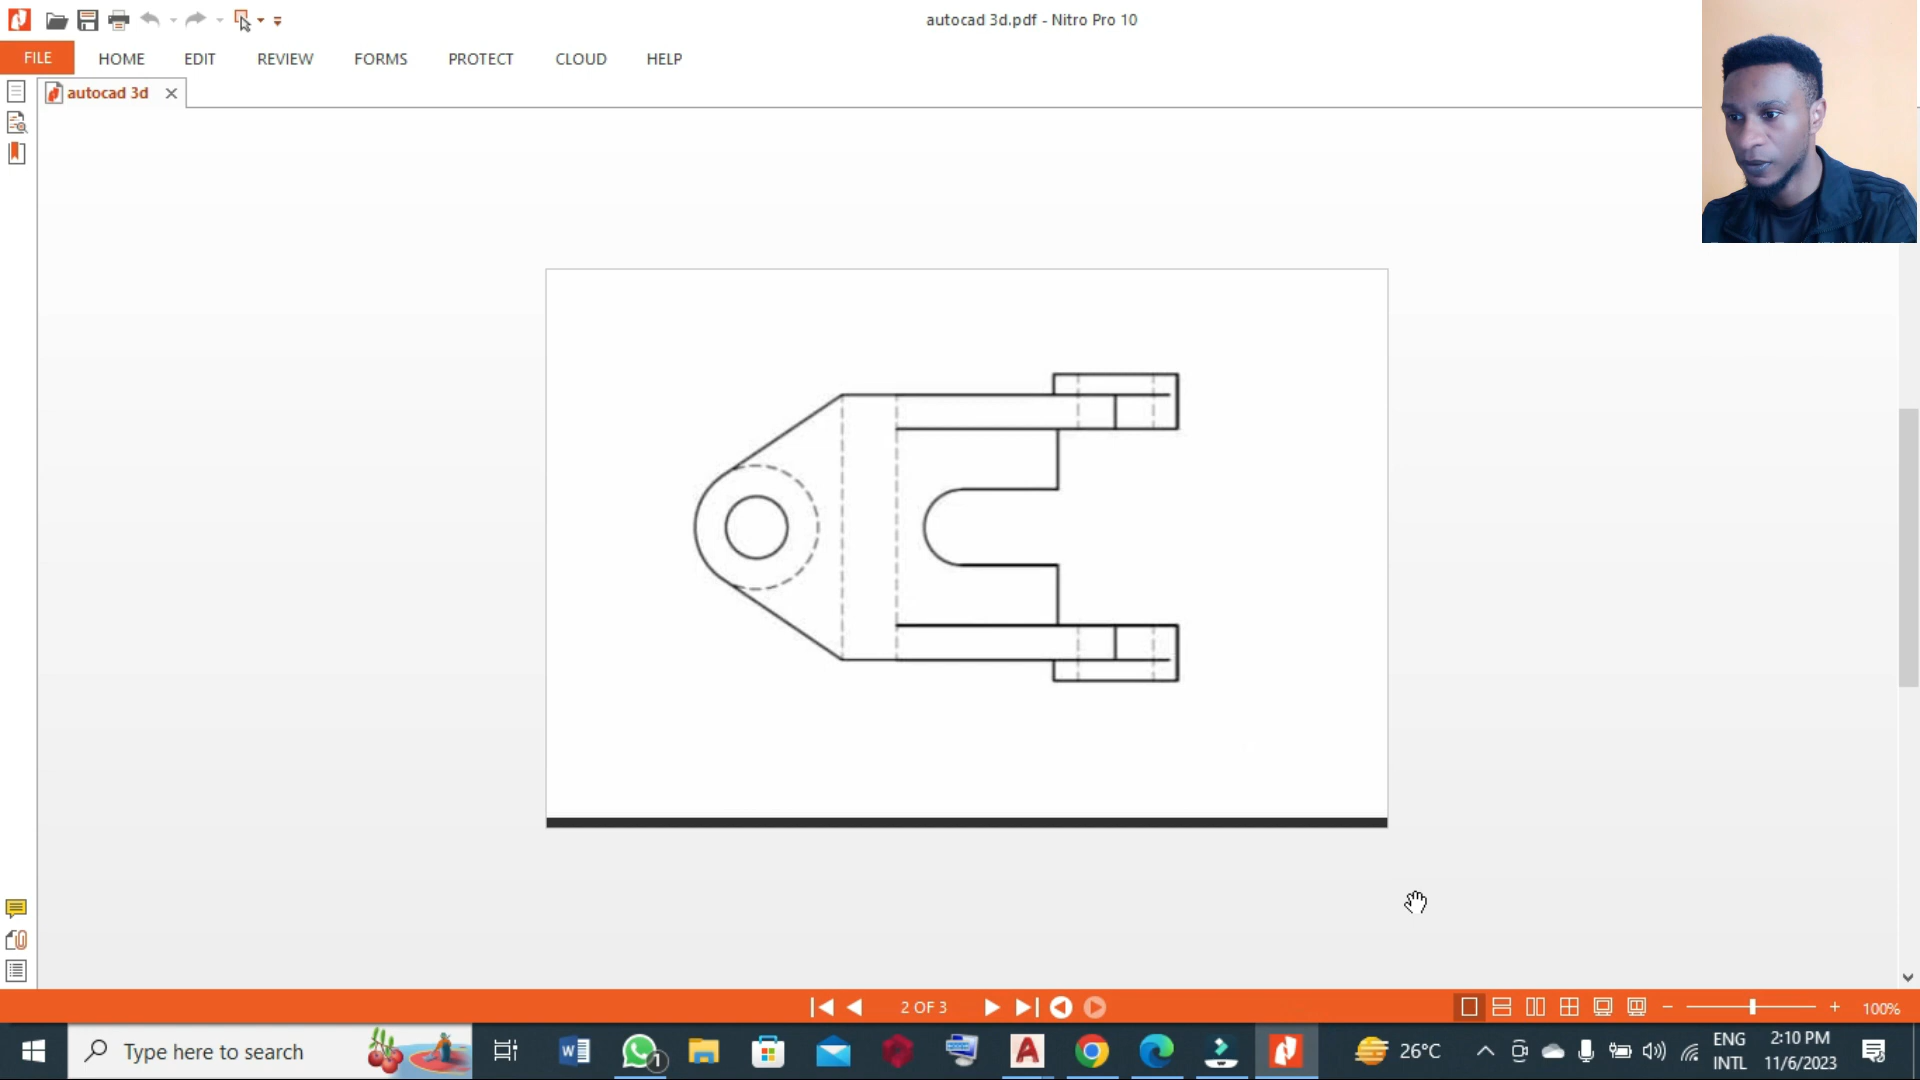 autocad 3d.pdf - Nitro Pro 10
FILE HOME EDIT REVIEW FORMS PROTECT CLOUD HELP
autocad 3d
2 OF 3
100%
Type here to search
1
26°C
ENG
INTL
2:10 PM
11/6/2023